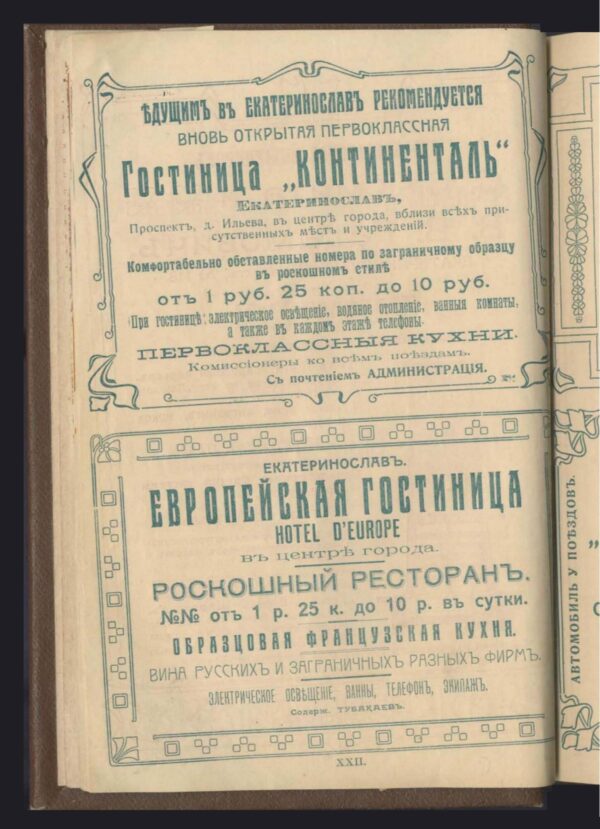 ѢДУЩИМЪ ВЪ ЕКАТЕРИНОСЛАВЪ РЕКОМЕНДУЕТСЯ
ВНОВЬ ОТКРЫТАЯ ПЕРВОКЛАССНАЯ
Гостиница „КОНТИНЕНТАЛЬ“
Екатеринославъ,
Проспектъ, д. Ильева, въ центрѣ города, вблизи всѣхъ при-
сутственныхъ мѣстъ и учрежденій.
Комфортабельно обставленные номера по заграничному образцу
въ роскошномъ стилѣ
отъ 1 руб. 25 коп. до 10 руб.
При гостиницѣ: электрическое освѣщеніе, водяное отопленіе, ванныя комнаты,
а также въ каждомъ этажѣ телефоны.
ПЕРВОКЛАССНЫЯ КУХНИ.
Комиссіонеры ко всѣмъ поѣздамъ.
Съ почтеніемъ АДМИНИСТРАЦІЯ.
ЕКАТЕРИНОСЛАВЪ.
ЕВРОПЕЙСКАЯ ГОСТИНИЦА
HOTEL D'EUROPE
въ центрѣ города.
РОСКОШНЫЙ РЕСТОРАНЪ.
№№ отъ 1 р. 25 к. до 10 р. въ сутки.
ОБРАЗЦОВАЯ ФРАНЦУЗСКАЯ КУХНЯ.
ВИНА РУССКИХЪ И ЗАГРАНИЧНЫХЪ РАЗНЫХЪ ФИРМЪ.
ЭЛЕКТРИЧЕСКОЕ ОСВѢЩЕНІЕ, ВАННЫ, ТЕЛЕФОНЪ, ЭКИПАЖЪ.
Содерж. ТУБАКАЕВЪ.
XXII.
АВТОМОБИЛЬ У ПОѢЗДОВЪ.